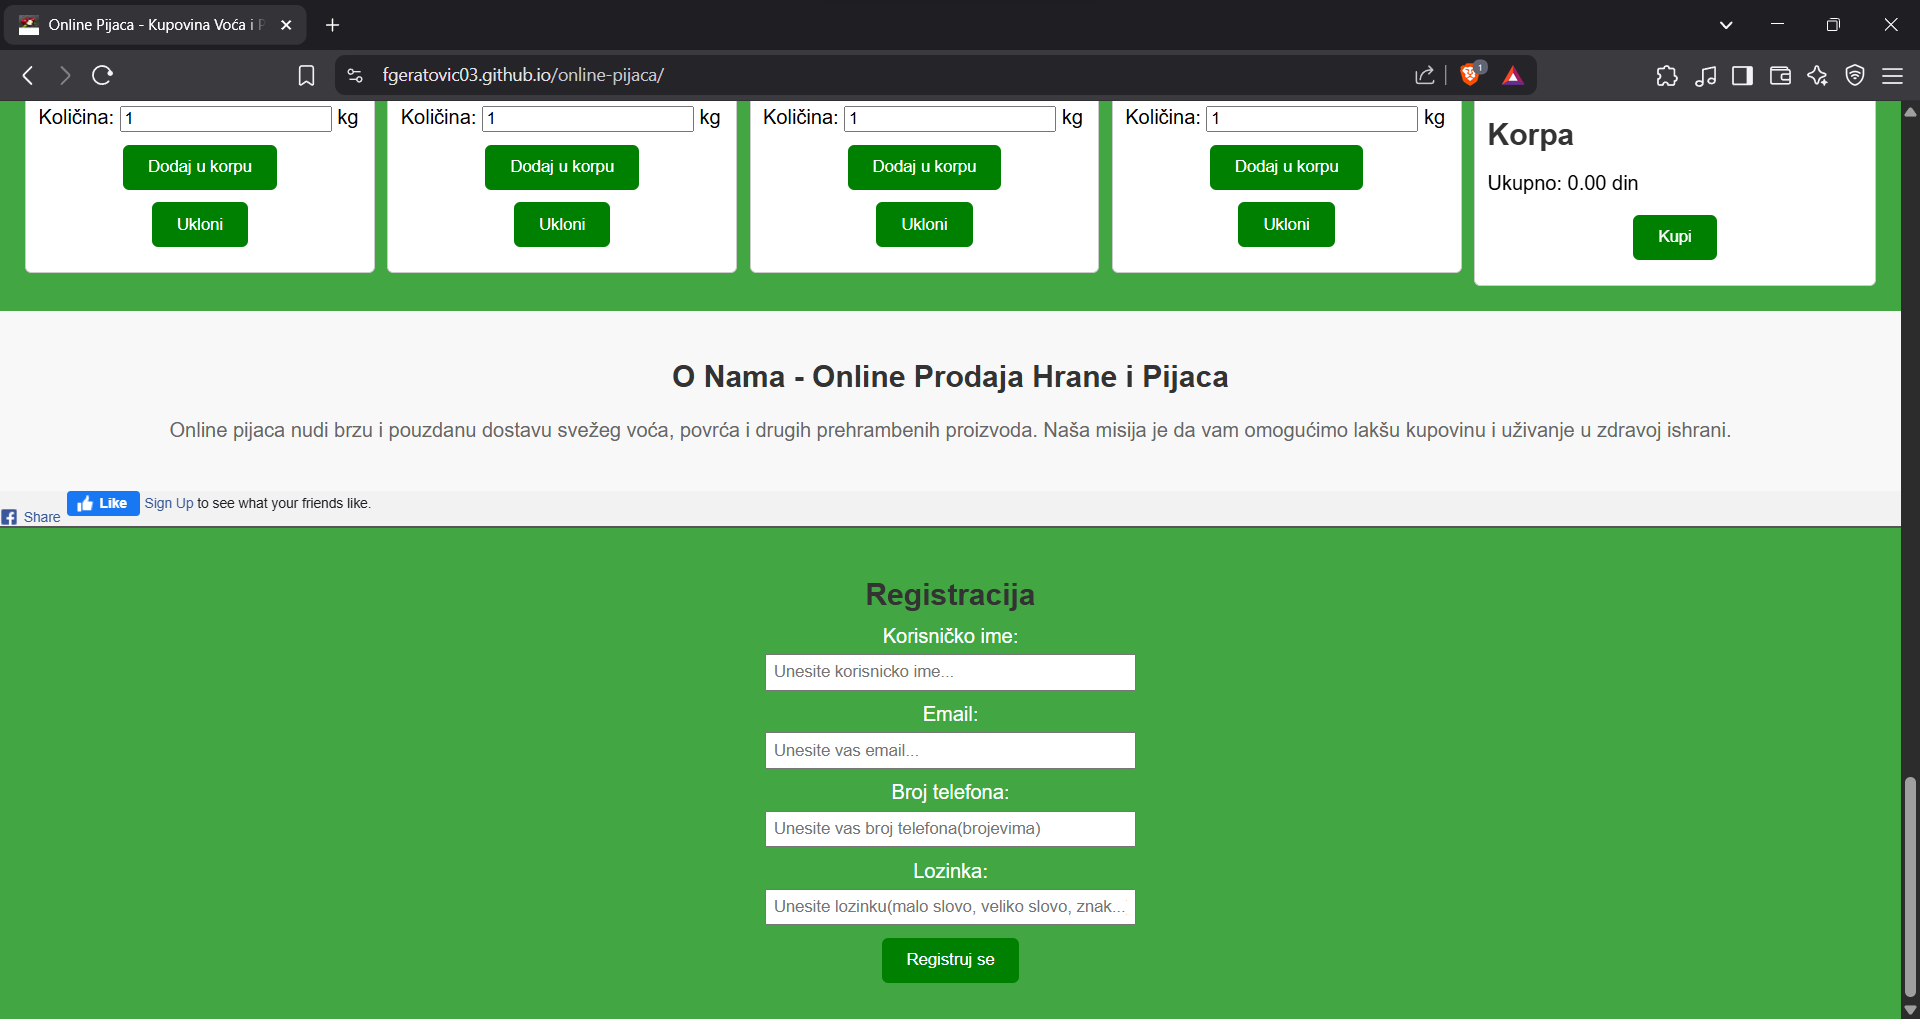 Online Pijaca - Kupovina Voća i P
fgeratovic03.github.io/online-pijaca/
1
Količina: 1 kg
Količina: 1 kg
Količina: 1 kg
Količina: 1 kg
Dodaj u korpu
Dodaj u korpu
Dodaj u korpu
Dodaj u korpu
Ukloni
Ukloni
Ukloni
Ukloni
Korpa
Ukupno: 0.00 din
Kupi
O Nama - Online Prodaja Hrane i Pijaca
Online pijaca nudi brzu i pouzdanu dostavu svežeg voća, povrća i drugih prehrambenih proizvoda. Naša misija je da vam omogućimo lakšu kupovinu i uživanje u zdravoj ishrani.
Share
Like
Sign Up to see what your friends like.
Registracija
Korisničko ime:
Unesite korisnicko ime...
Email:
Unesite vas email...
Broj telefona:
Unesite vas broj telefona(brojevima)
Lozinka:
Unesite lozinku(malo slovo, veliko slovo, znak...
Registruj se